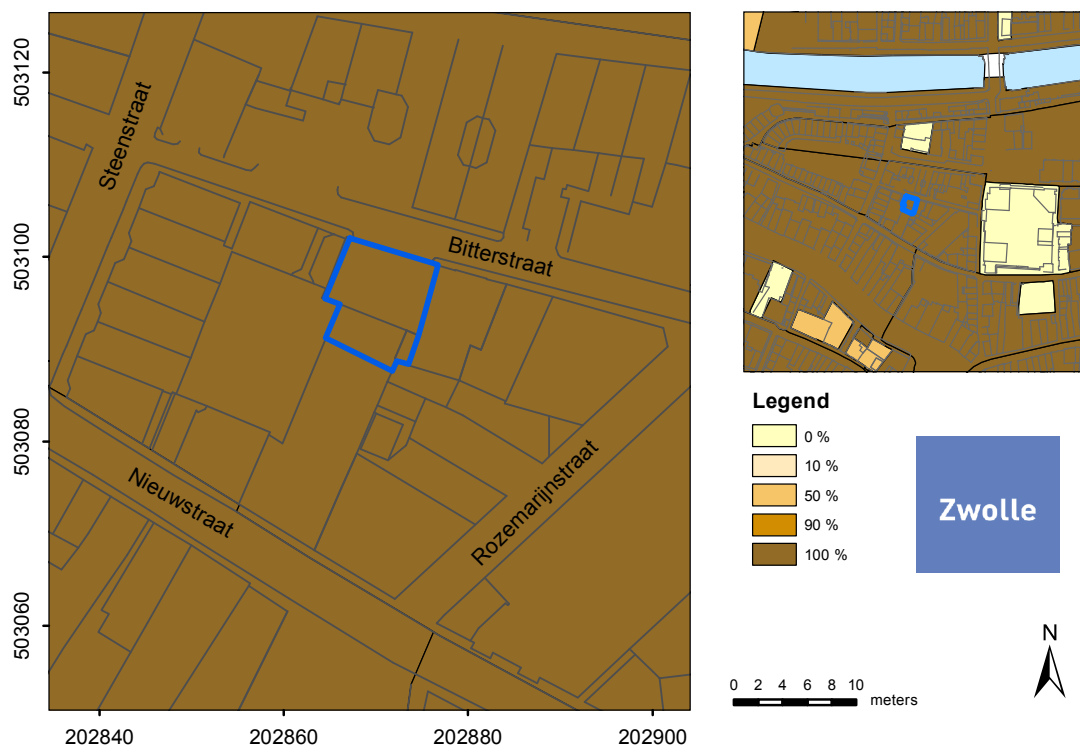 503120
503100
503080
503060
202840
202860
202880
202900
Steenstraat
Bitterstraat
Nieuwstraat
Rozemarijnstraat
Legend
0 %
10 %
50 %
90 %
100 %
Zwolle
N
0 2 4 6 8 10
meters